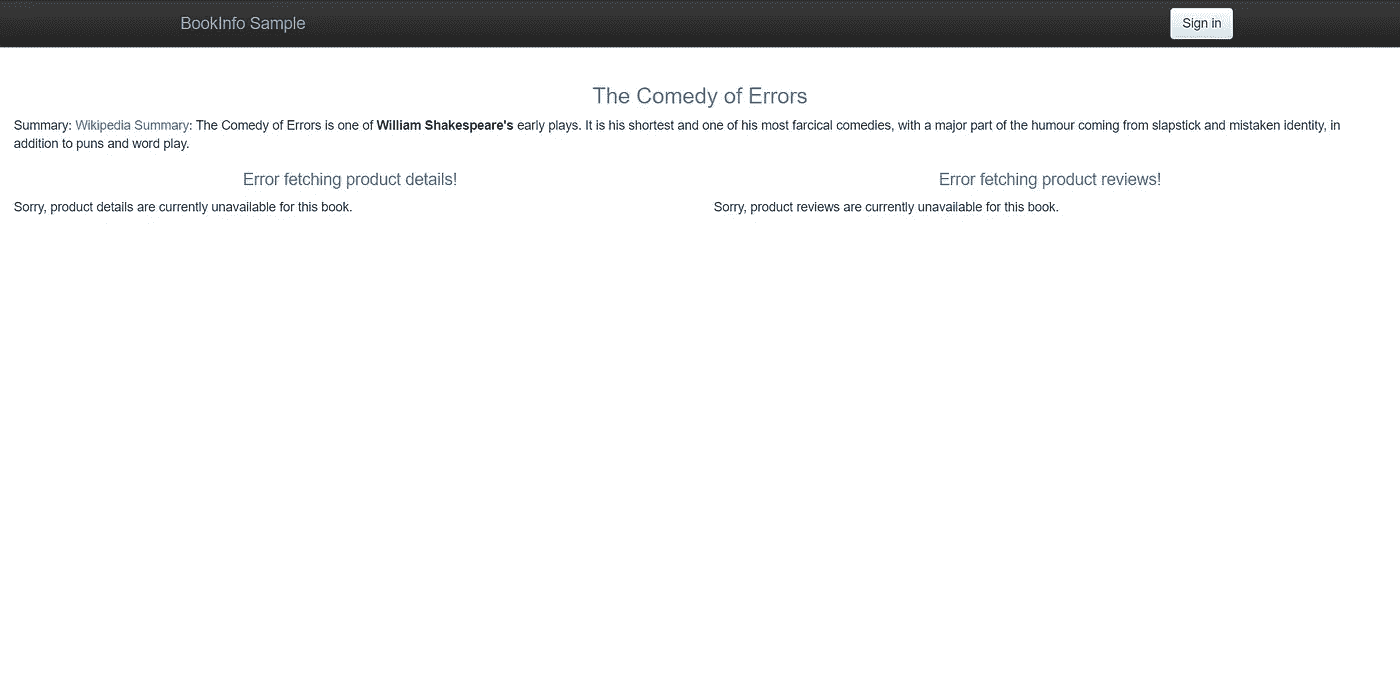 BookInfo Sample
Sign in
The Comedy of Errors
Summary: Wikipedia Summary: The Comedy of Errors is one of William Shakespeare's early plays. It is his shortest and one of his most farcical comedies, with a major part of the humour coming from slapstick and mistaken identity, in
addition to puns and word play.
Error fetching product details!
Sorry, product details are currently unavailable for this book.
Error fetching product reviews!
Sorry, product reviews are currently unavailable for this book.